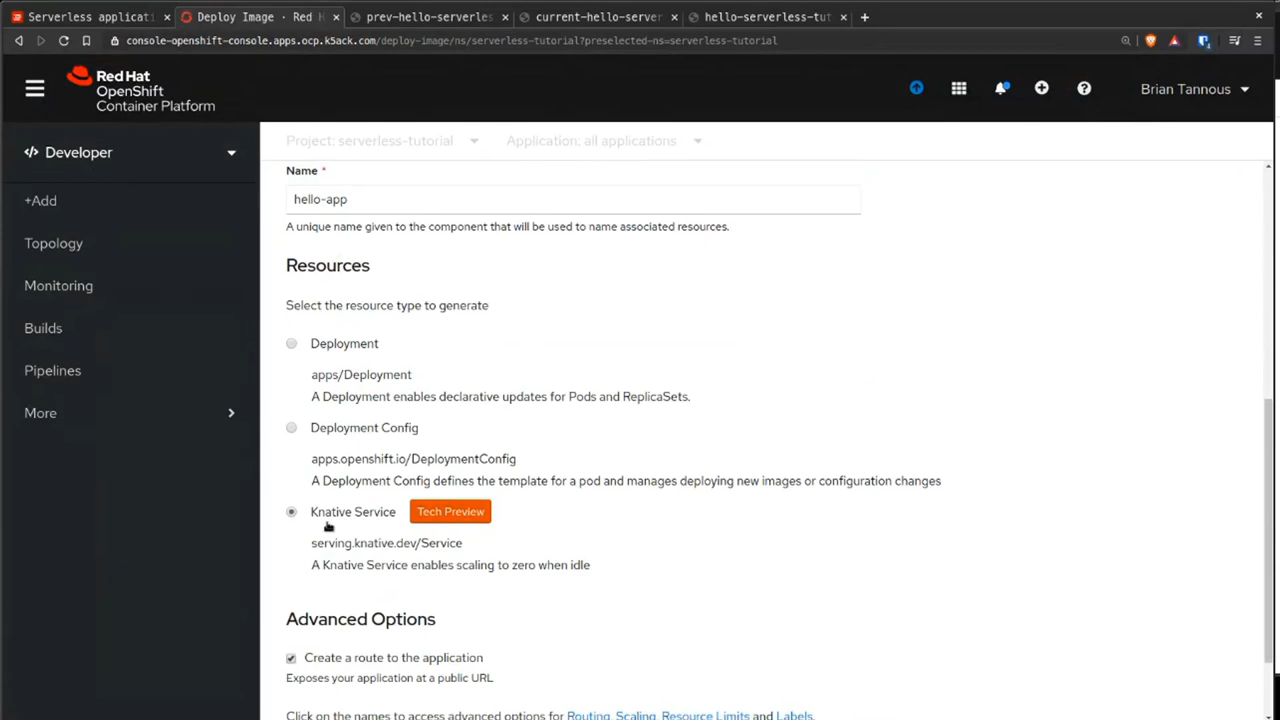 Serverless applicati
Deploy Image · Red H
prev-hello-serverles
current-hello-server
hello-serverless-tut
console-openshift-console.apps.ocp.k5ack.com/deploy-image/ns/serverless-tutorial?preselected-ns=serverless-tutorial
Red Hat
OpenShift
Container Platform
Brian Tannous
Developer
+Add
Topology
Monitoring
Builds
Pipelines
More
Project: serverless-tutorial
Application: all applications
Name *
hello-app
A unique name given to the component that will be used to name associated resources.
Resources
Select the resource type to generate
Deployment
apps/Deployment
A Deployment enables declarative updates for Pods and ReplicaSets.
Deployment Config
apps.openshift.io/DeploymentConfig
A Deployment Config defines the template for a pod and manages deploying new images or configuration changes
Knative Service Tech Preview
serving.knative.dev/Service
A Knative Service enables scaling to zero when idle
Advanced Options
Create a route to the application
Exposes your application at a public URL
Click on the names to access advanced options for Routing, Scaling, Resource Limits and Labels.